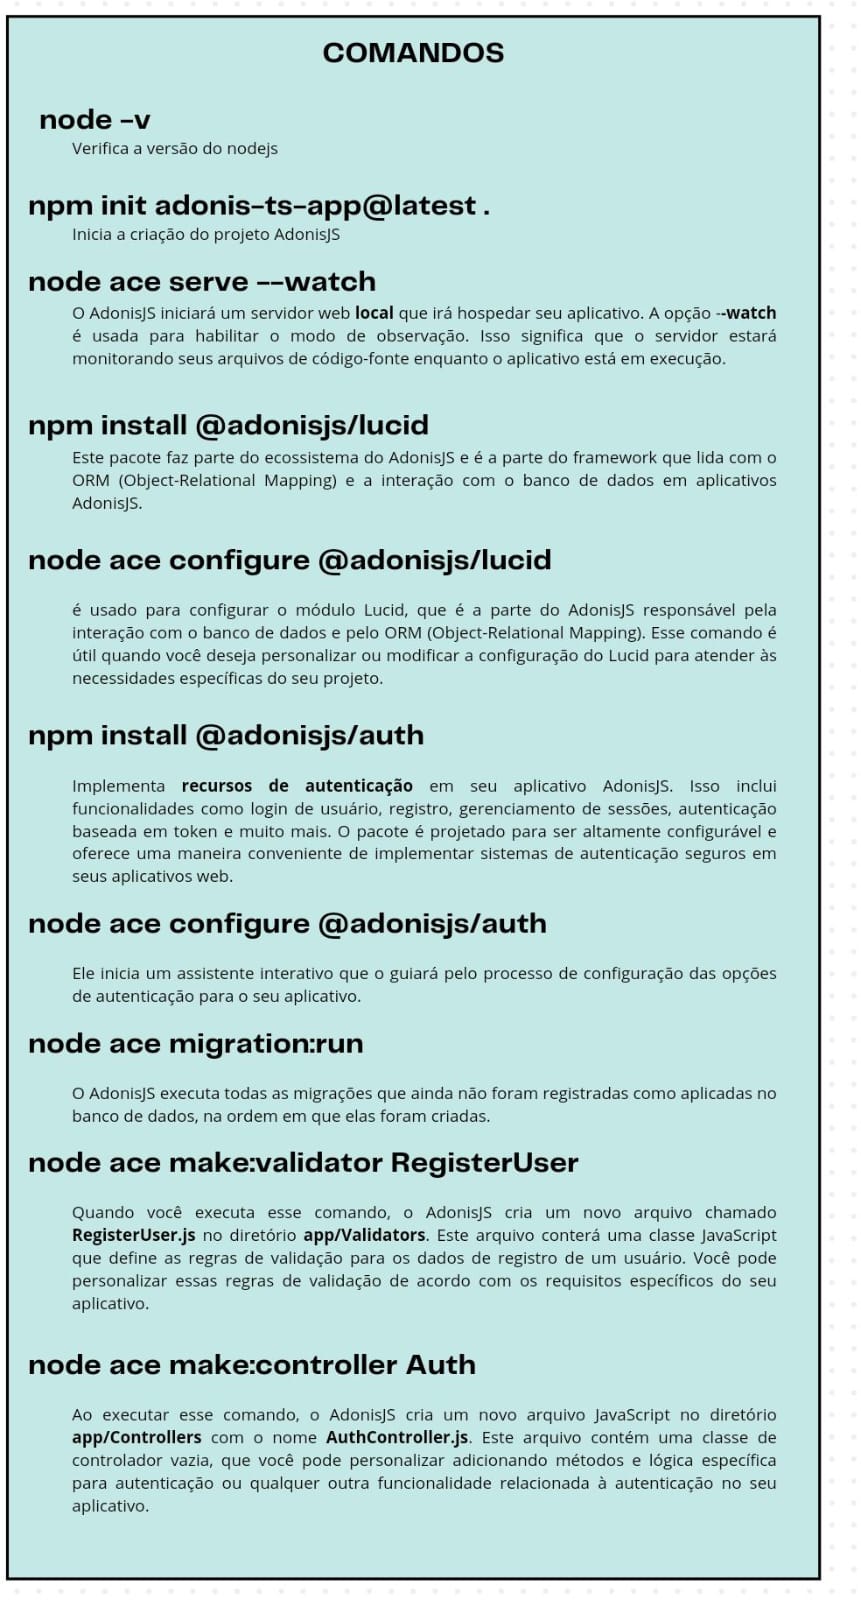 COMANDOS
node -v
Verifica a versão do nodejs
npm init adonis-ts-app@latest .
Inicia a criação do projeto AdonisJS
node ace serve --watch
O AdonisJS iniciará um servidor web local que irá hospedar seu aplicativo. A opção --watch
é usada para habilitar o modo de observação. Isso significa que o servidor estará
monitorando seus arquivos de código-fonte enquanto o aplicativo está em execução.
npm install @adonisjs/lucid
Este pacote faz parte do ecossistema do AdonisJS e é a parte do framework que lida com o
ORM (Object-Relational Mapping) e a interação com o banco de dados em aplicativos
AdonisJS.
node ace configure @adonisjs/lucid
é usado para configurar o módulo Lucid, que é a parte do AdonisJS responsável pela
interação com o banco de dados e pelo ORM (Object-Relational Mapping). Esse comando é
útil quando você deseja personalizar ou modificar a configuração do Lucid para atender às
necessidades específicas do seu projeto.
npm install @adonisjs/auth
Implementa recursos de autenticação em seu aplicativo AdonisJS. Isso inclui
funcionalidades como login de usuário, registro, gerenciamento de sessões, autenticação
baseada em token e muito mais. O pacote é projetado para ser altamente configurável e
oferece uma maneira conveniente de implementar sistemas de autenticação seguros em
seus aplicativos web.
node ace configure @adonisjs/auth
Ele inicia um assistente interativo que o guiará pelo processo de configuração das opções
de autenticação para o seu aplicativo.
node ace migration:run
O AdonisJS executa todas as migrações que ainda não foram registradas como aplicadas no
banco de dados, na ordem em que elas foram criadas.
node ace make:validator RegisterUser
Quando você executa esse comando, o AdonisJS cria um novo arquivo chamado
RegisterUser.js no diretório app/Validators. Este arquivo conterá uma classe JavaScript
que define as regras de validação para os dados de registro de um usuário. Você pode
personalizar essas regras de validação de acordo com os requisitos específicos do seu
aplicativo.
node ace make:controller Auth
Ao executar esse comando, o AdonisJS cria um novo arquivo JavaScript no diretório
app/Controllers com o nome AuthController.js. Este arquivo contém uma classe de
controlador vazia, que você pode personalizar adicionando métodos e lógica específica
para autenticação ou qualquer outra funcionalidade relacionada à autenticação no seu
aplicativo.